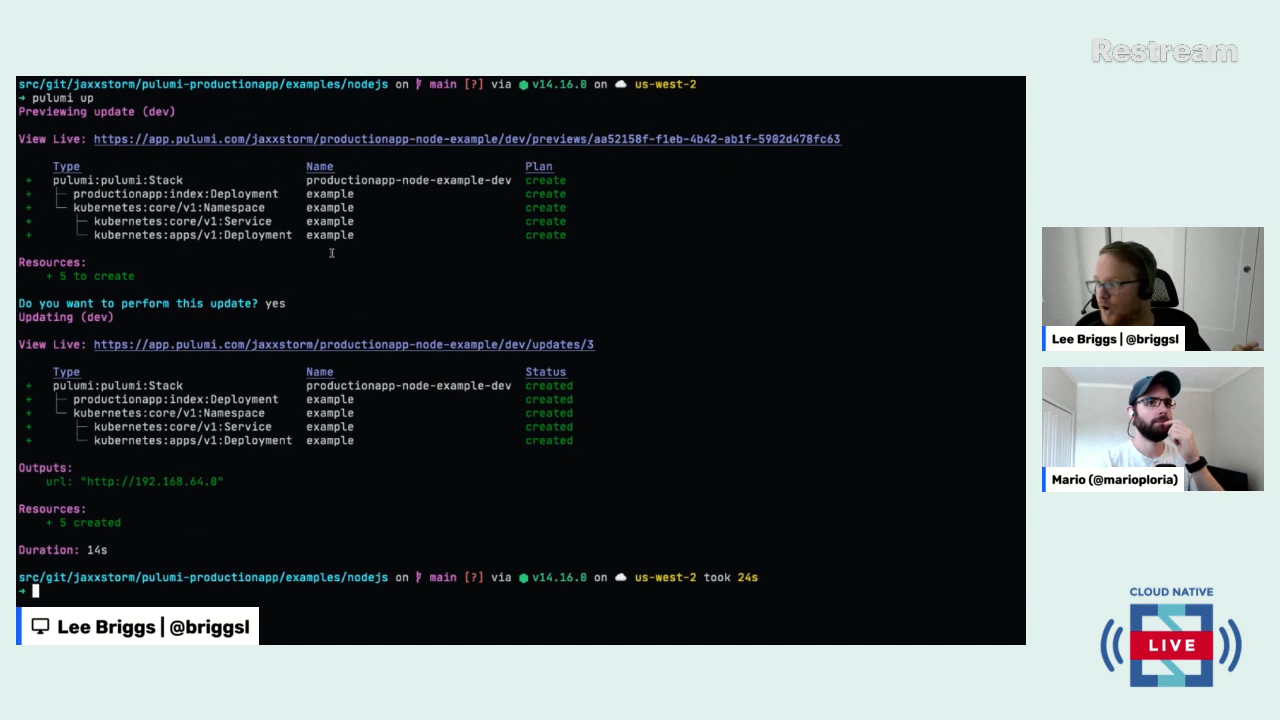 Restream
src/git/jaxxstorm/pulumi-productionapp/examples/nodejs on main [?] via v14.16.0 on us-west-2
→ pulumi up
Previewing update (dev)
View Live: https://app.pulumi.com/jaxxstorm/productionapp-node-example/dev/previews/aa52158f-f1eb-4b42-ab1f-5902d478fc63
Type Name Plan
+ pulumi:pulumi:Stack productionapp-node-example-dev create
+ ├─ productionapp:index:Deployment example create
+ └─ kubernetes:core/v1:Namespace example create
+ ├─ kubernetes:core/v1:Service example create
+ └─ kubernetes:apps/v1:Deployment example create
Resources:
+ 5 to create
Do you want to perform this update? yes
Updating (dev)
View Live: https://app.pulumi.com/jaxxstorm/productionapp-node-example/dev/updates/3
Type Name Status
+ pulumi:pulumi:Stack productionapp-node-example-dev created
+ ├─ productionapp:index:Deployment example created
+ └─ kubernetes:core/v1:Namespace example created
+ ├─ kubernetes:core/v1:Service example created
+ └─ kubernetes:apps/v1:Deployment example created
Outputs:
url: "http://192.168.64.8"
Resources:
+ 5 created
Duration: 14s
src/git/jaxxstorm/pulumi-productionapp/examples/nodejs on main [?] via v14.16.0 on us-west-2 took 24s
→
Lee Briggs | @briggsl
Lee Briggs | @briggsl
Mario (@marioploria)
CLOUD NATIVE
LIVE